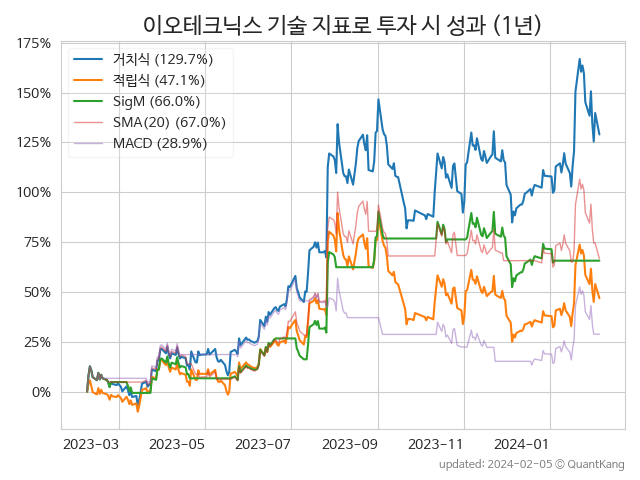 이오테크닉스 기술 지표로 투자 시 성과 (1년)
175%
150%
125%
100%
75%
50%
25%
0%
거치식 (129.7%)
적립식 (47.1%)
SigM (66.0%)
SMA(20) (67.0%)
MACD (28.9%)
2023-03 2023-05 2023-07 2023-09 2023-11 2024-01
updated: 2024-02-05 ⓒ QuantKang